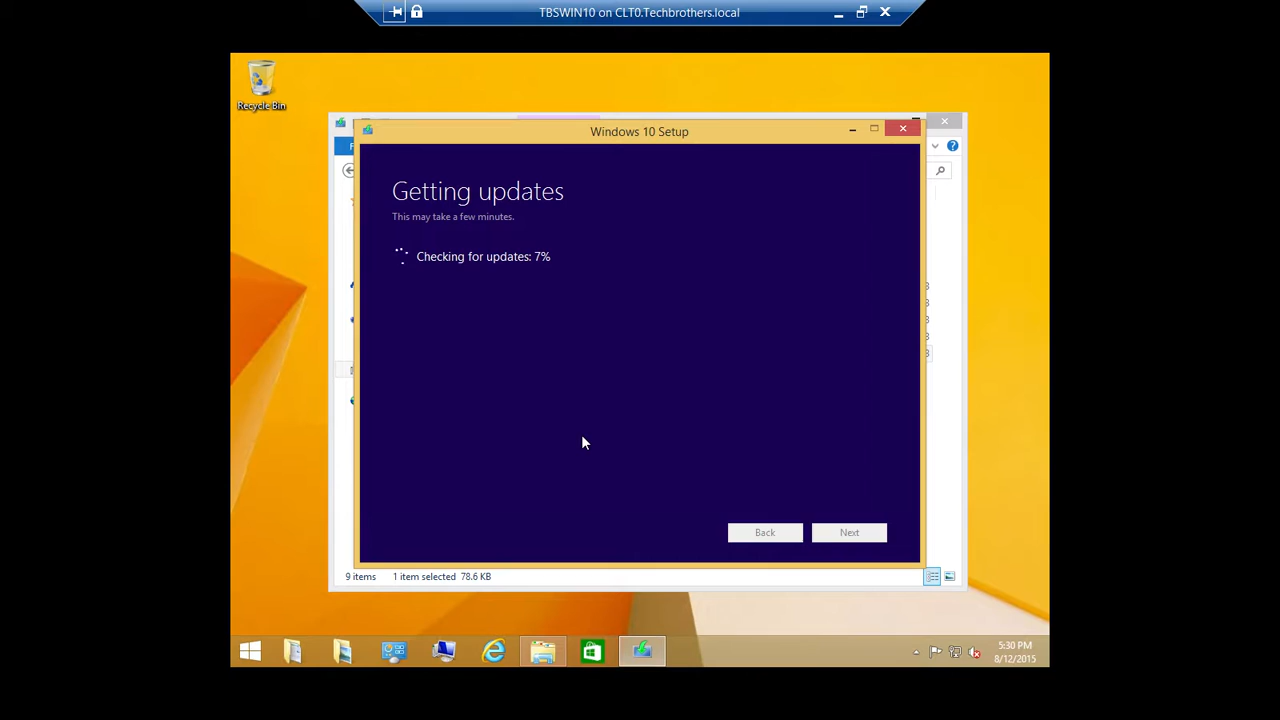 TBSWIN10 on CLT0.Techbrothers.local
Recycle Bin
Windows 10 Setup
Getting updates
This may take a few minutes.
Checking for updates: 7%
Back
Next
9 items
1 item selected 78.6 KB
5:30 PM
8/12/2015